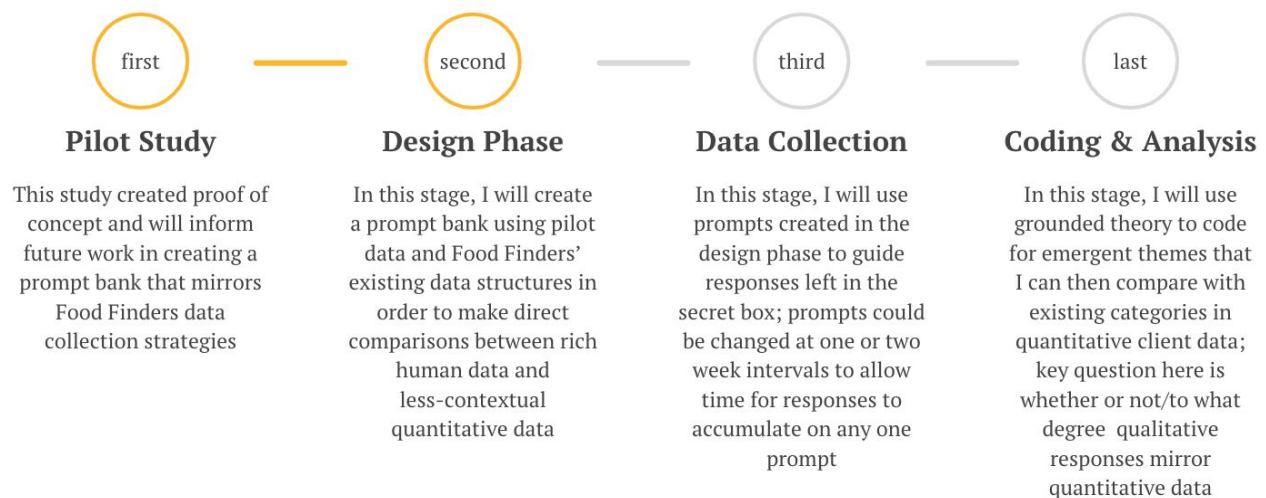 first
Pilot Study
This study created proof of
concept and will inform
future work in creating a
prompt bank that mirrors
Food Finders data
collection strategies
second
Design Phase
In this stage, I will create
a prompt bank using pilot
data and Food Finders’
existing data structures in
order to make direct
comparisons between rich
human data and
less-contextual
quantitative data
third
Data Collection
In this stage, I will use
prompts created in the
design phase to guide
responses left in the
secret box; prompts could
be changed at one or two
week intervals to allow
time for responses to
accumulate on any one
prompt
last
Coding & Analysis
In this stage, I will use
grounded theory to code
for emergent themes that
I can then compare with
existing categories in
quantitative client data;
key question here is
whether or not/to what
degree  qualitative
responses mirror
quantitative data